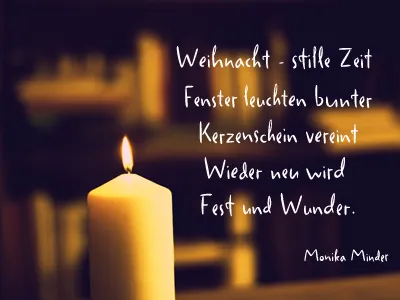 Weihnacht - stille Zeit
Fenster leuchten bunter
Kerzenschein vereint
Wieder neu wird
Fest und Wunder.
Monika Minder